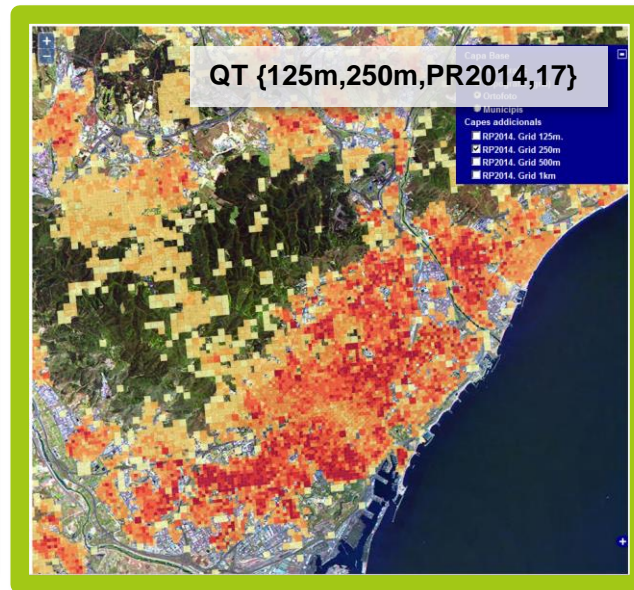 QT {125m,250m,PR2014,17}
Capa Base
Ortofoto
Municipis
Capes addicionals
RP2014. Grid 125m.
RP2014. Grid 250m
RP2014. Grid 500m
RP2014. Grid 1km